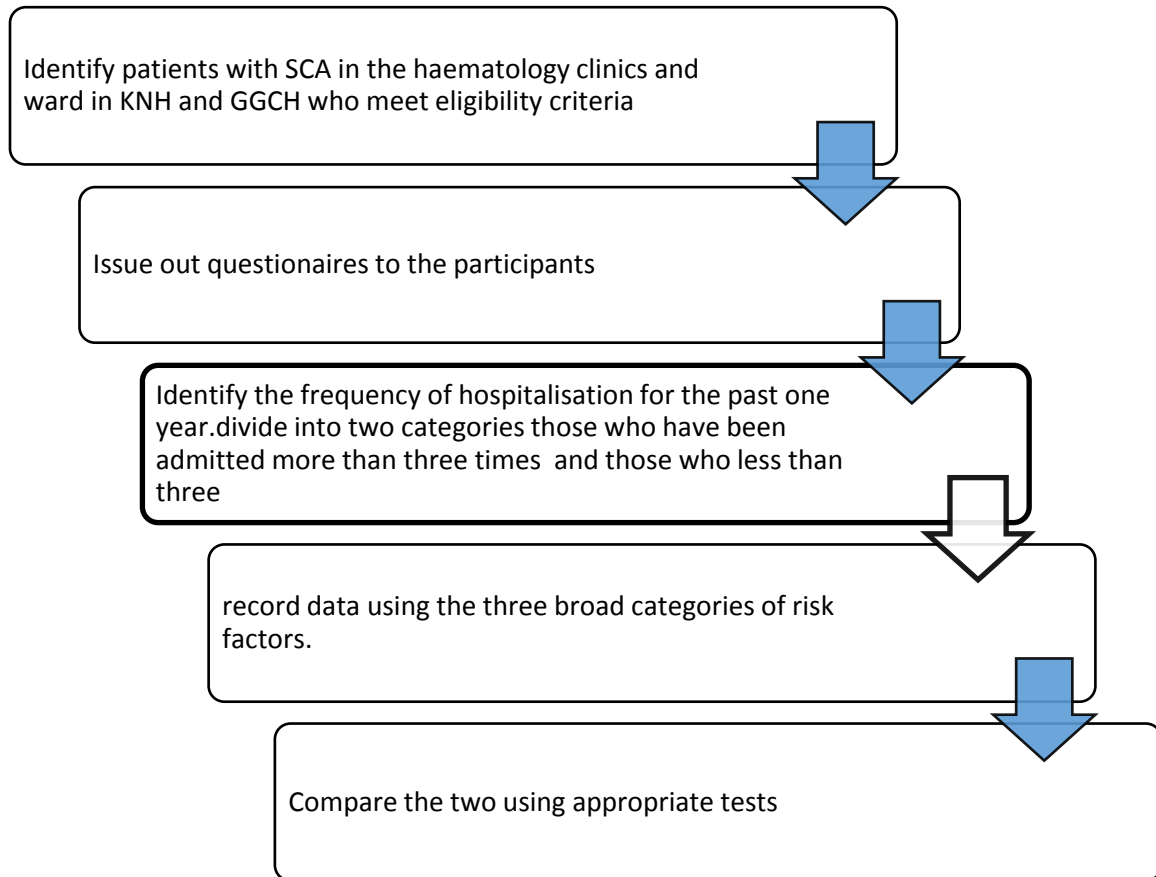 Identify patients with SCA in the haematology clinics and
ward in KNH and GGCH who meet eligibility criteria
Issue out questionaires to the participants
Identify the frequency of hospitalisation for the past one
year.divide into two categories those who have been
admitted more than three times  and those who less than
three
record data using the three broad categories of risk
factors.
Compare the two using appropriate tests